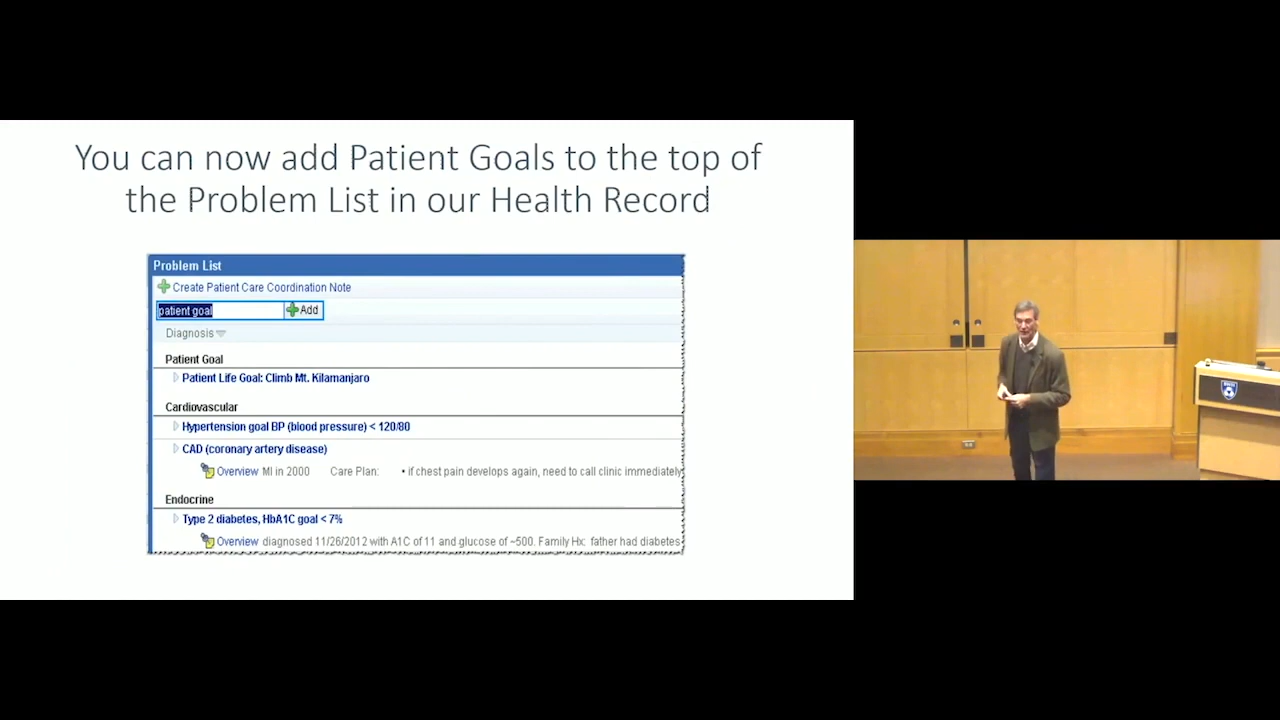 You can now add Patient Goals to the top of
the Problem List in our Health Record
Problem List
Create Patient Care Coordination Note
patient goal Add
Diagnosis
Patient Goal
Patient Life Goal: Climb Mt. Kilamanjaro
Cardiovascular
Hypertension goal BP (blood pressure) < 120/80
CAD (coronary artery disease)
Overview MI in 2000 Care Plan: • if chest pain develops again, need to call clinic immediately
Endocrine
Type 2 diabetes, HbA1C goal < 7%
Overview diagnosed 11/26/2012 with A1C of 11 and glucose of ~500. Family Hx: father had diabetes